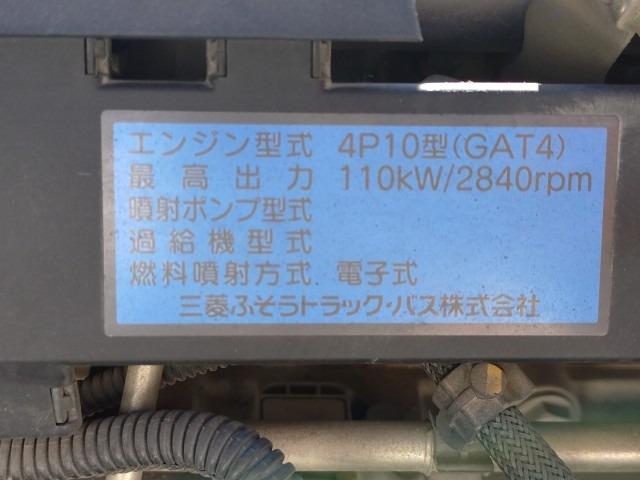 エンジン型式 4P10型(GAT4)
最高出力 110kW/2840rpm
噴射ポンプ型式
過給機型式
燃料噴射方式 電子式
三菱ふそうトラック・バス株式会社